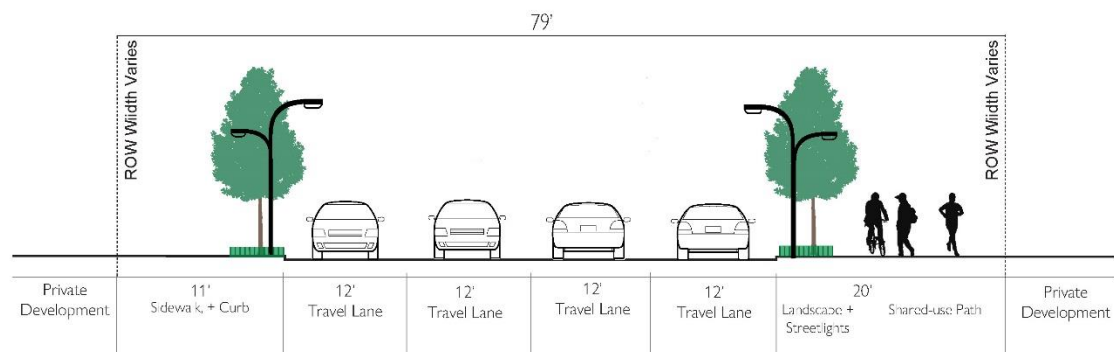 79'
ROW Width Varies
ROW Width Varies
Private
Development
11'
Sidewalk, + Curb
12'
Travel Lane
12'
Travel Lane
12'
Travel Lane
12'
Travel Lane
20'
Landscape +
Streetlights
Shared-use Path
Private
Development